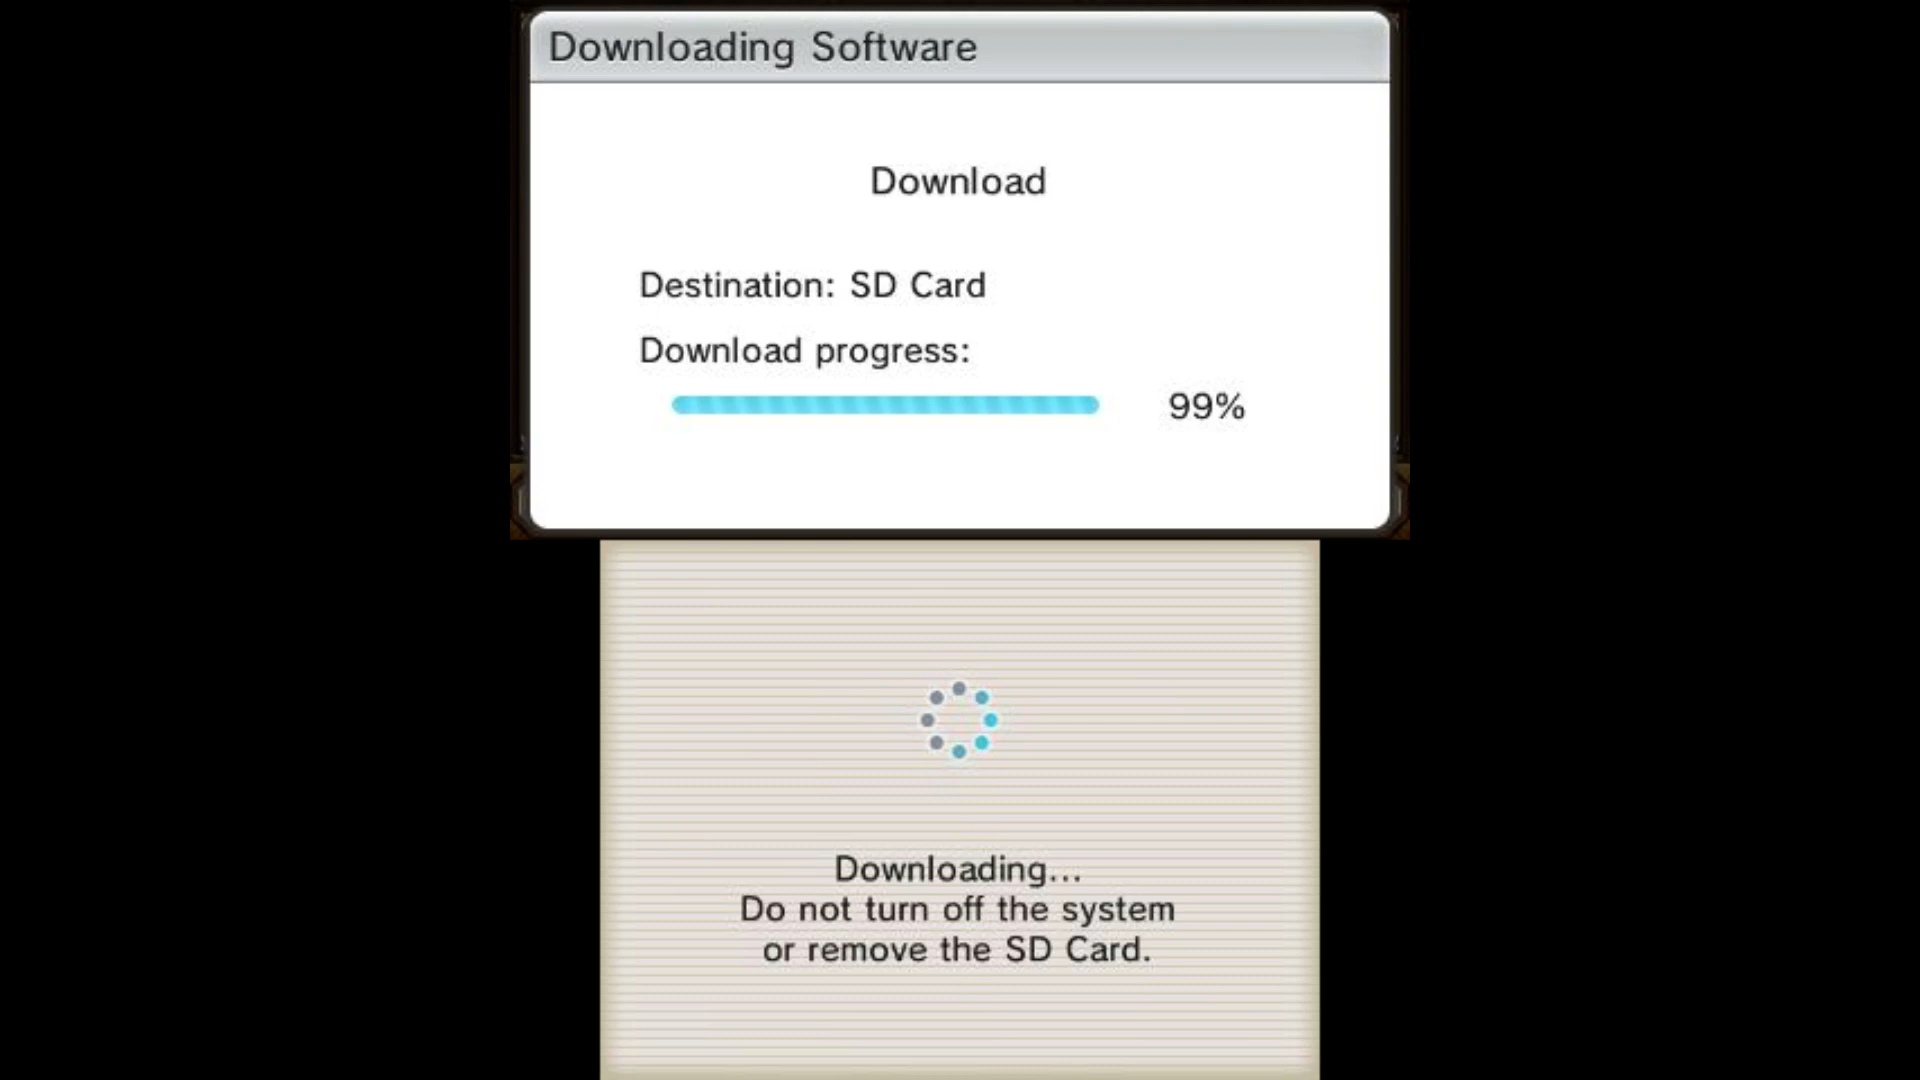 Downloading Software
Download
Destination: SD Card
Download progress:
99%
Downloading...
Do not turn off the system
or remove the SD Card.